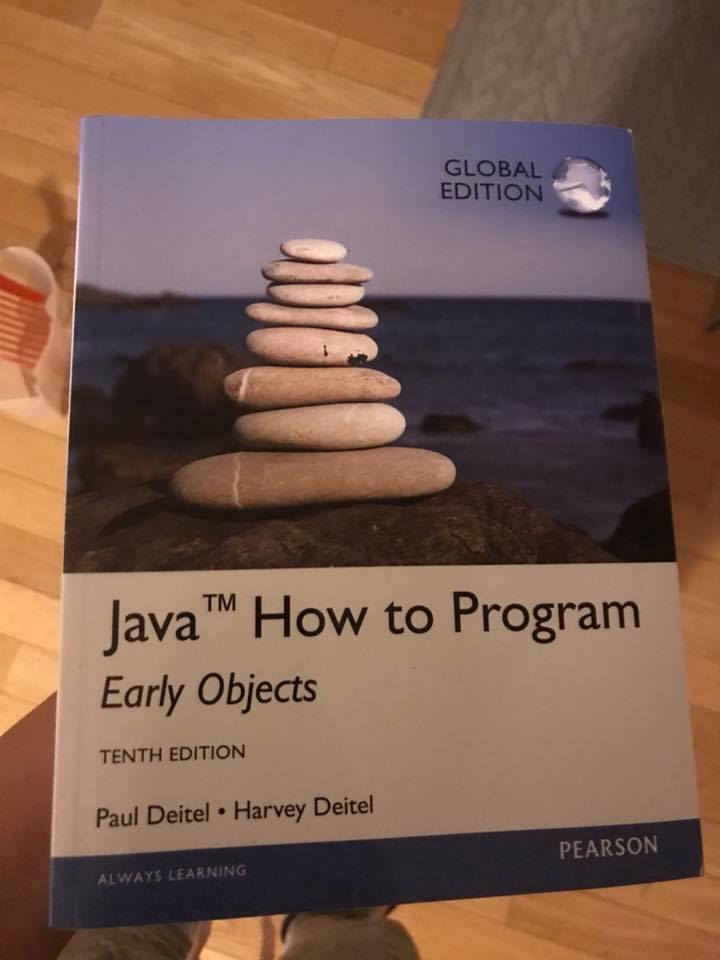 GLOBAL
EDITION
Java™ How to Program
Early Objects
TENTH EDITION
Paul Deitel • Harvey Deitel
ALWAYS LEARNING
PEARSON